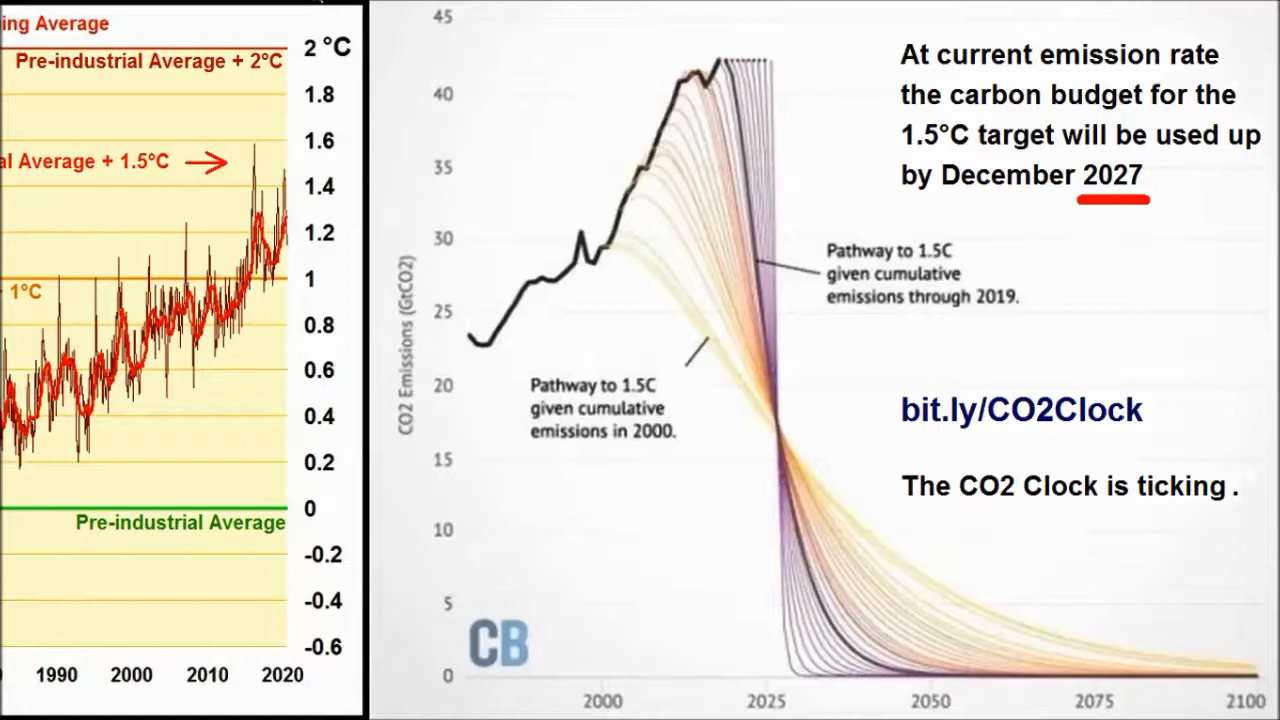 ing Average
Pre-industrial Average + 2°C
al Average + 1.5°C
1°C
Pre-industrial Average
2 °C
1.8
1.6
1.4
1.2
1
0.8
0.6
0.4
0.2
0
-0.2
-0.4
-0.6
1990 2000 2010 2020
45
40
35
30
25
20
15
10
5
0
CO2 Emissions (GtCO2)
2000 2025 2050 2075 2100
Pathway to 1.5C
given cumulative
emissions in 2000.
Pathway to 1.5C
given cumulative
emissions through 2019.
CB
At current emission rate
the carbon budget for the
1.5°C target will be used up
by December 2027
bit.ly/CO2Clock
The CO2 Clock is ticking .